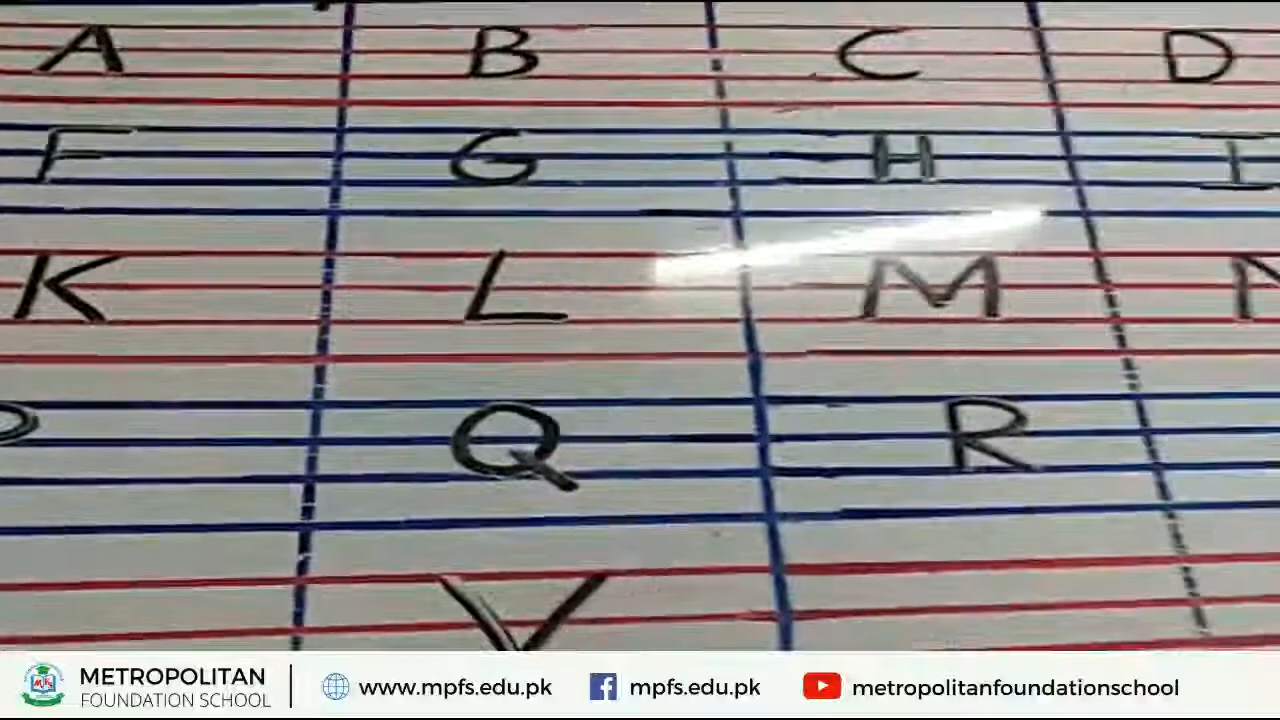 A B C D
F G H I
K L M N
P Q R
V
METROPOLITAN
FOUNDATION SCHOOL
www.mpfs.edu.pk
mpfs.edu.pk
metropolitanfoundationschool